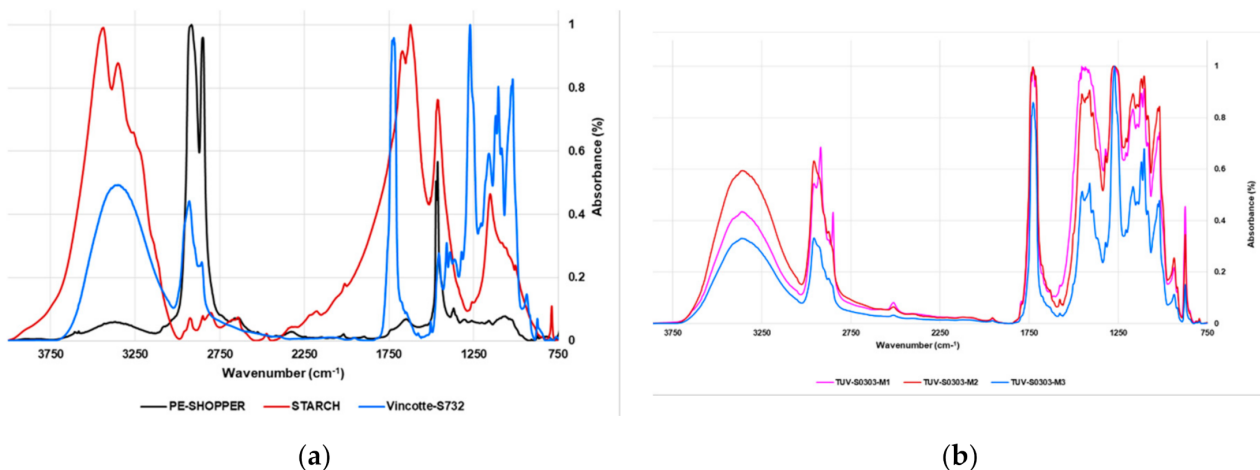 1
0.8
0.6
0.4
0.2
0
Absorbance (%)
3750 3250 2750 2250 1750 1250 750
Wavenumber (cm-1)
PE-SHOPPER STARCH Vincotte-S732
(a)
1
0.8
0.6
0.4
0.2
0
Absorbance (%)
3750 3250 2750 2250 1750 1250 750
Wavenumber (cm-1)
TUV-S0303-M1 TUV-S0303-M2 TUV-S0303-M3
(b)